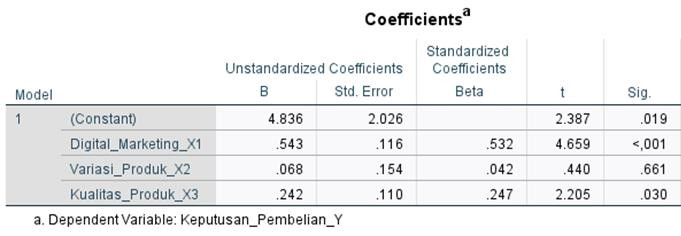 Coefficientsa
Unstandardized Coefficients Standardized Coefficients
Model B Std. Error Beta t Sig.
1 (Constant) 4.836 2.026 2.387 .019
Digital_Marketing_X1 .543 .116 .532 4.659 <,001
Variasi_Produk_X2 .068 .154 .042 .440 .661
Kualitas_Produk_X3 .242 .110 .247 2.205 .030
a. Dependent Variable: Keputusan_Pembelian_Y